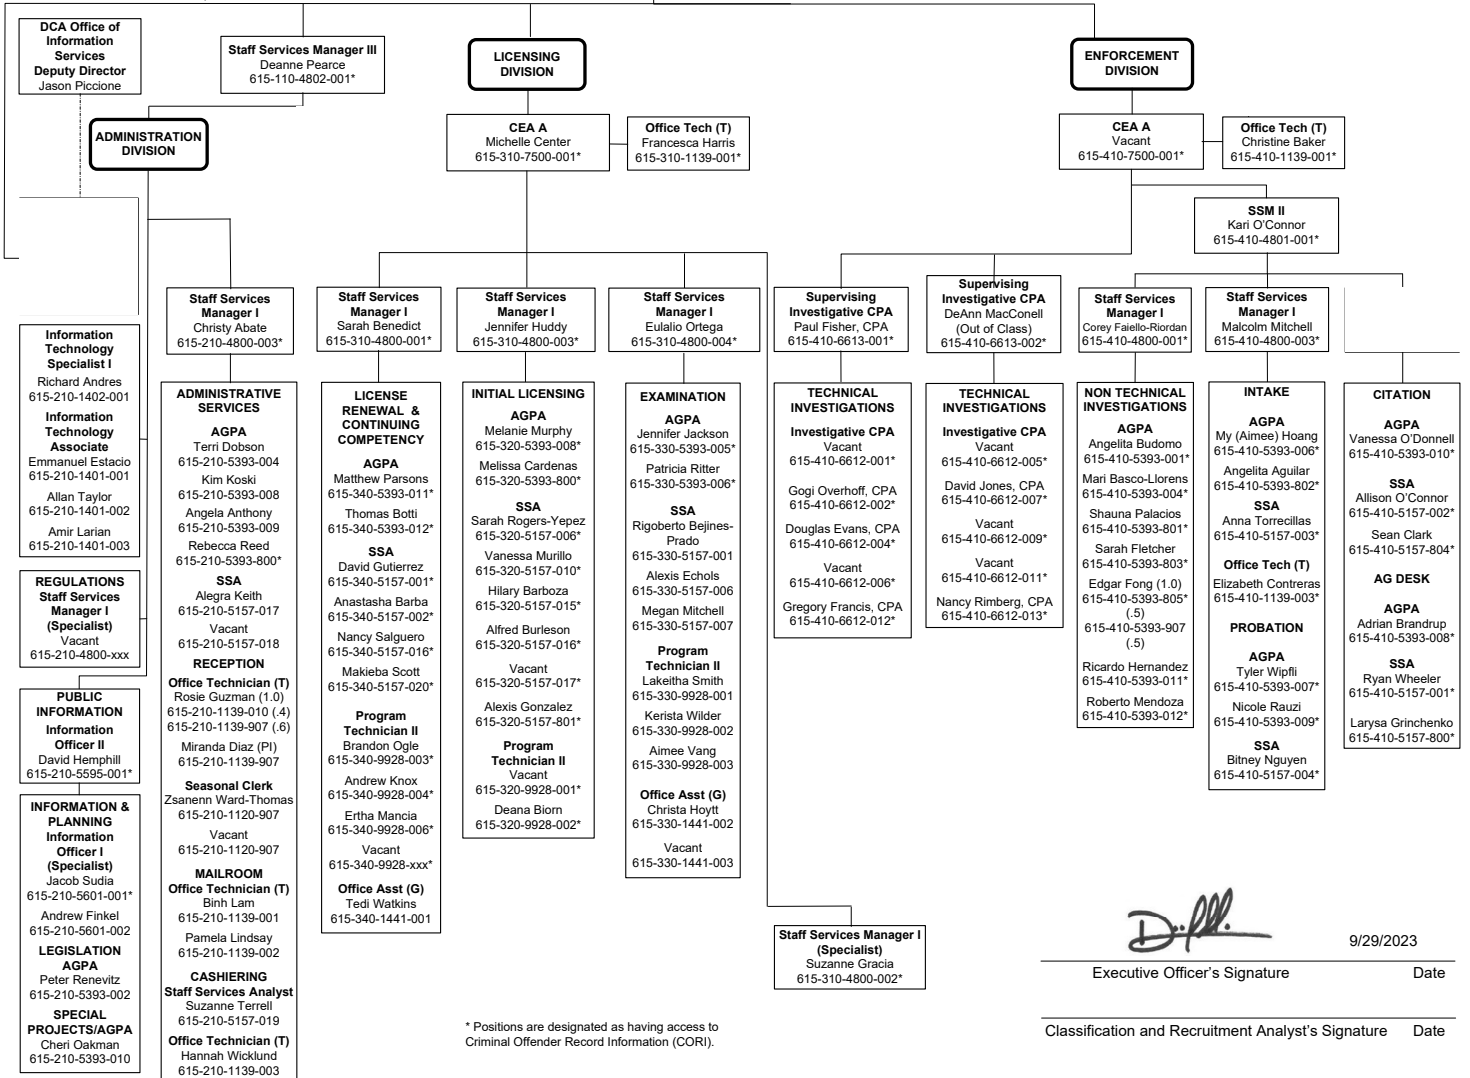 DCA Office of
Information
Services
Deputy Director
Jason Piccione
Staff Services Manager III
Deanne Pearce
615-110-4802-001*
LICENSING
DIVISION
ENFORCEMENT
DIVISION
ADMINISTRATION
DIVISION
CEA A
Michelle Center
615-310-7500-001*
Office Tech (T)
Francesca Harris
615-310-1139-001*
CEA A
Vacant
615-410-7500-001*
Office Tech (T)
Christine Baker
615-410-1139-001*
SSM II
Kari O’Connor
615-410-4801-001*
Staff Services
Manager I
Christy Abate
615-210-4800-003*
Staff Services
Manager I
Sarah Benedict
615-310-4800-001*
Staff Services
Manager I
Jennifer Huddy
615-310-4800-003*
Staff Services
Manager I
Eulalio Ortega
615-310-4800-004*
Supervising
Investigative CPA
Paul Fisher, CPA
615-410-6613-001*
Supervising
Investigative CPA
DeAnn MacConell
(Out of Class)
615-410-6613-002*
Staff Services
Manager I
Corey Faiello-Riordan
615-410-4800-001*
Staff Services
Manager I
Malcolm Mitchell
615-410-4800-003*
Information
Technology
Specialist I
Richard Andres
615-210-1402-001
Information
Technology
Associate
Emmanuel Estacio
615-210-1401-001
Allan Taylor
615-210-1401-002
Amir Larian
615-210-1401-003
REGULATIONS
Staff Services
Manager I
(Specialist)
Vacant
615-210-4800-xxx
PUBLIC
INFORMATION
Information
Officer II
David Hemphill
615-210-5595-001*
INFORMATION &
PLANNING
Information
Officer I
(Specialist)
Jacob Sudia
615-210-5601-001*
Andrew Finkel
615-210-5601-002
LEGISLATION
AGPA
Peter Renevitz
615-210-5393-002
SPECIAL
PROJECTS/AGPA
Cheri Oakman
615-210-5393-010
ADMINISTRATIVE
SERVICES
AGPA
Terri Dobson
615-210-5393-004
Kim Koski
615-210-5393-008
Angela Anthony
615-210-5393-009
Rebecca Reed
615-210-5393-800*
SSA
Alegra Keith
615-210-5157-017
Vacant
615-210-5157-018
RECEPTION
Office Technician (T)
Rosie Guzman (1.0)
615-210-1139-010 (.4)
615-210-1139-907 (.6)
Miranda Diaz (PI)
615-210-1139-907
Seasonal Clerk
Zsanenn Ward-Thomas
615-210-1120-907
Vacant
615-210-1120-907
MAILROOM
Office Technician (T)
Binh Lam
615-210-1139-001
Pamela Lindsay
615-210-1139-002
CASHIERING
Staff Services Analyst
Suzanne Terrell
615-210-5157-019
Office Technician (T)
Hannah Wicklund
615-210-1139-003
LICENSE
RENEWAL &
CONTINUING
COMPETENCY
AGPA
Matthew Parsons
615-340-5393-011*
Thomas Botti
615-340-5393-012*
SSA
David Gutierrez
615-340-5157-001*
Anastasha Barba
615-340-5157-002*
Nancy Salguero
615-340-5157-016*
Makieba Scott
615-340-5157-020*
Program
Technician II
Brandon Ogle
615-340-9928-003*
Andrew Knox
615-340-9928-004*
Ertha Mancia
615-340-9928-006*
Vacant
615-340-9928-xxx*
Office Asst (G)
Tedi Watkins
615-340-1441-001
INITIAL LICENSING
AGPA
Melanie Murphy
615-320-5393-008*
Melissa Cardenas
615-320-5393-800*
SSA
Sarah Rogers-Yepez
615-320-5157-006*
Vanessa Murillo
615-320-5157-010*
Hilary Barboza
615-320-5157-015*
Alfred Burleson
615-320-5157-016*
Vacant
615-320-5157-017*
Alexis Gonzalez
615-320-5157-801*
Program
Technician II
Vacant
615-320-9928-001*
Deana Biorn
615-320-9928-002*
EXAMINATION
AGPA
Jennifer Jackson
615-330-5393-005*
Patricia Ritter
615-330-5393-006*
SSA
Rigoberto Bejines-
Prado
615-330-5157-001
Alexis Echols
615-330-5157-006
Megan Mitchell
615-330-5157-007
Program
Technician II
Lakeitha Smith
615-330-9928-001
Kerista Wilder
615-330-9928-002
Aimee Vang
615-330-9928-003
Office Asst (G)
Christa Hoytt
615-330-1441-002
Vacant
615-330-1441-003
TECHNICAL
INVESTIGATIONS
Investigative CPA
Vacant
615-410-6612-001*
Gogi Overhoff, CPA
615-410-6612-002*
Douglas Evans, CPA
615-410-6612-004*
Vacant
615-410-6612-006*
Gregory Francis, CPA
615-410-6612-012*
TECHNICAL
INVESTIGATIONS
Investigative CPA
Vacant
615-410-6612-005*
David Jones, CPA
615-410-6612-007*
Vacant
615-410-6612-009*
Vacant
615-410-6612-011*
Nancy Rimberg, CPA
615-410-6612-013*
NON TECHNICAL
INVESTIGATIONS
AGPA
Angelita Budomo
615-410-5393-001*
Mari Basco-Llorens
615-410-5393-004*
Shauna Palacios
615-410-5393-801*
Sarah Fletcher
615-410-5393-803*
Edgar Fong (1.0)
615-410-5393-805*
(.5)
615-410-5393-907
(.5)
Ricardo Hernandez
615-410-5393-011*
Roberto Mendoza
615-410-5393-012*
INTAKE
AGPA
My (Aimee) Hoang
615-410-5393-006*
Angelita Aguilar
615-410-5393-802*
SSA
Anna Torrecillas
615-410-5157-003*
Office Tech (T)
Elizabeth Contreras
615-410-1139-003*
PROBATION
AGPA
Tyler Wipfli
615-410-5393-007*
Nicole Rauzi
615-410-5393-009*
SSA
Bitney Nguyen
615-410-5157-004*
CITATION
AGPA
Vanessa O’Donnell
615-410-5393-010*
SSA
Allison O’Connor
615-410-5157-002*
Sean Clark
615-410-5157-804*
AG DESK
AGPA
Adrian Brandrup
615-410-5393-008*
SSA
Ryan Wheeler
615-410-5157-001*
Larysa Grinchenko
615-410-5157-800*
Staff Services Manager I
(Specialist)
Suzanne Gracia
615-310-4800-002*
* Positions are designated as having access to
Criminal Offender Record Information (CORI).
9/29/2023
Executive Officer’s Signature Date
Classification and Recruitment Analyst’s Signature Date